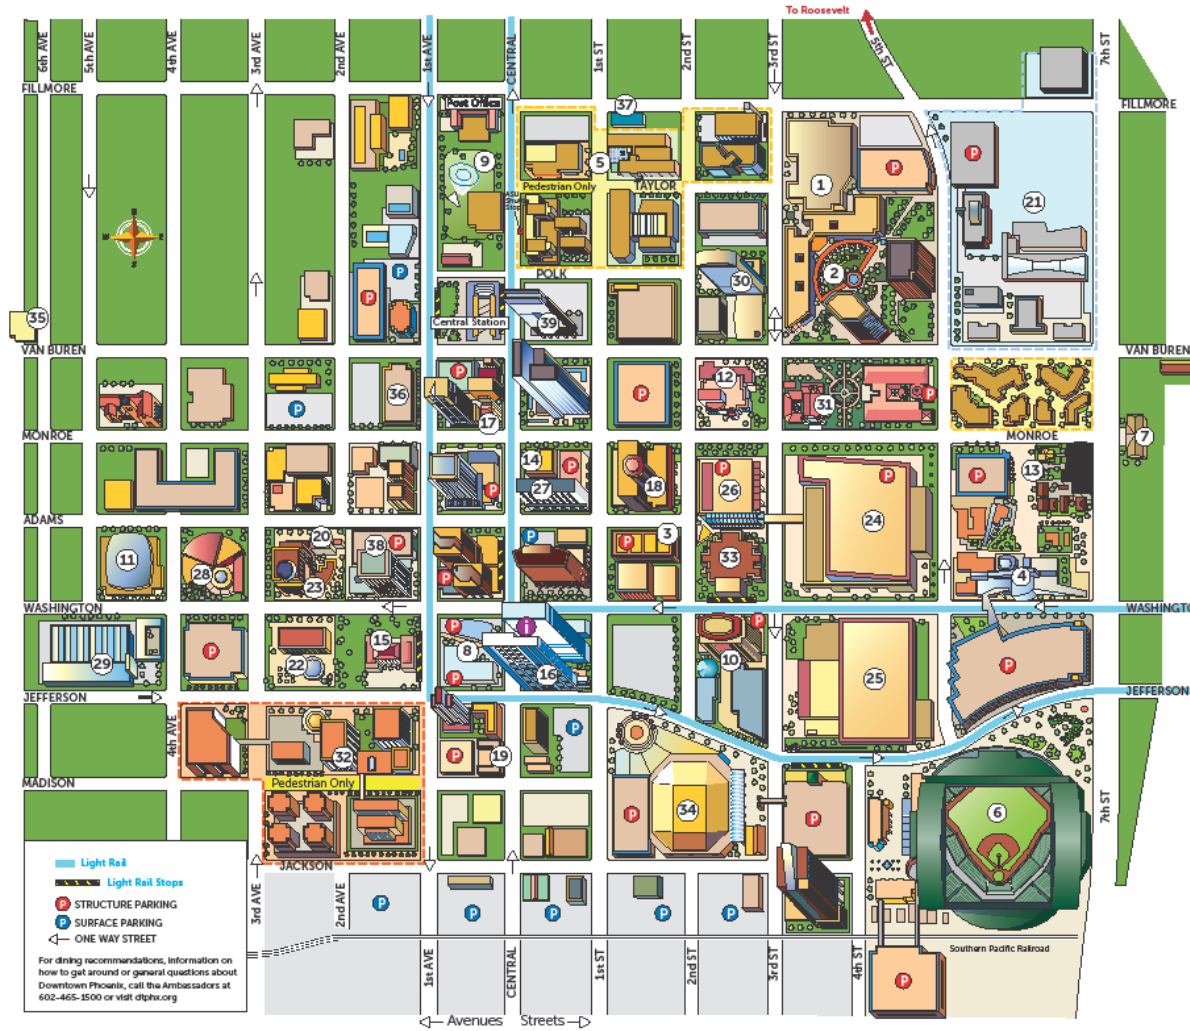 To Roosevelt
6th AVE
5th AVE
4th AVE
3rd AVE
2nd AVE
1st AVE
CENTRAL
1st ST
2nd ST
3rd ST
5th ST
7th ST
FILLMORE
FILLMORE
Post Office
37
9
5
1
P
P
21
Pedestrian Only
TAYLOR
POLK
P
P
2
30
35
Central Station
39
VAN BUREN
VAN BUREN
P
36
17
P
P
12
31
P
MONROE
MONROE
7
14
P
27
P
18
P
26
P
24
P
13
ADAMS
11
28
20
23
38
P
P
P
P
3
33
4
WASHINGTON
WASHINGTON
29
P
22
15
P
8
P
i
16
P
10
25
P
JEFFERSON
JEFFERSON
4th AVE
32
P
19
P
MADISON
Pedestrian Only
P
34
P
6
7th ST
JACKSON
Light Rail
Light Rail Stops
P STRUCTURE PARKING
P SURFACE PARKING
ONE WAY STREET
For dining recommendations, information on
how to get around or general questions about
Downtown Phoenix, call the Ambassadors at
602-465-1500 or visit dtphx.org
P
P
P
P
P
3rd AVE
2nd AVE
1st AVE
CENTRAL
1st ST
2nd ST
3rd ST
4th ST
P
Southern Pacific Railroad
Avenues Streets